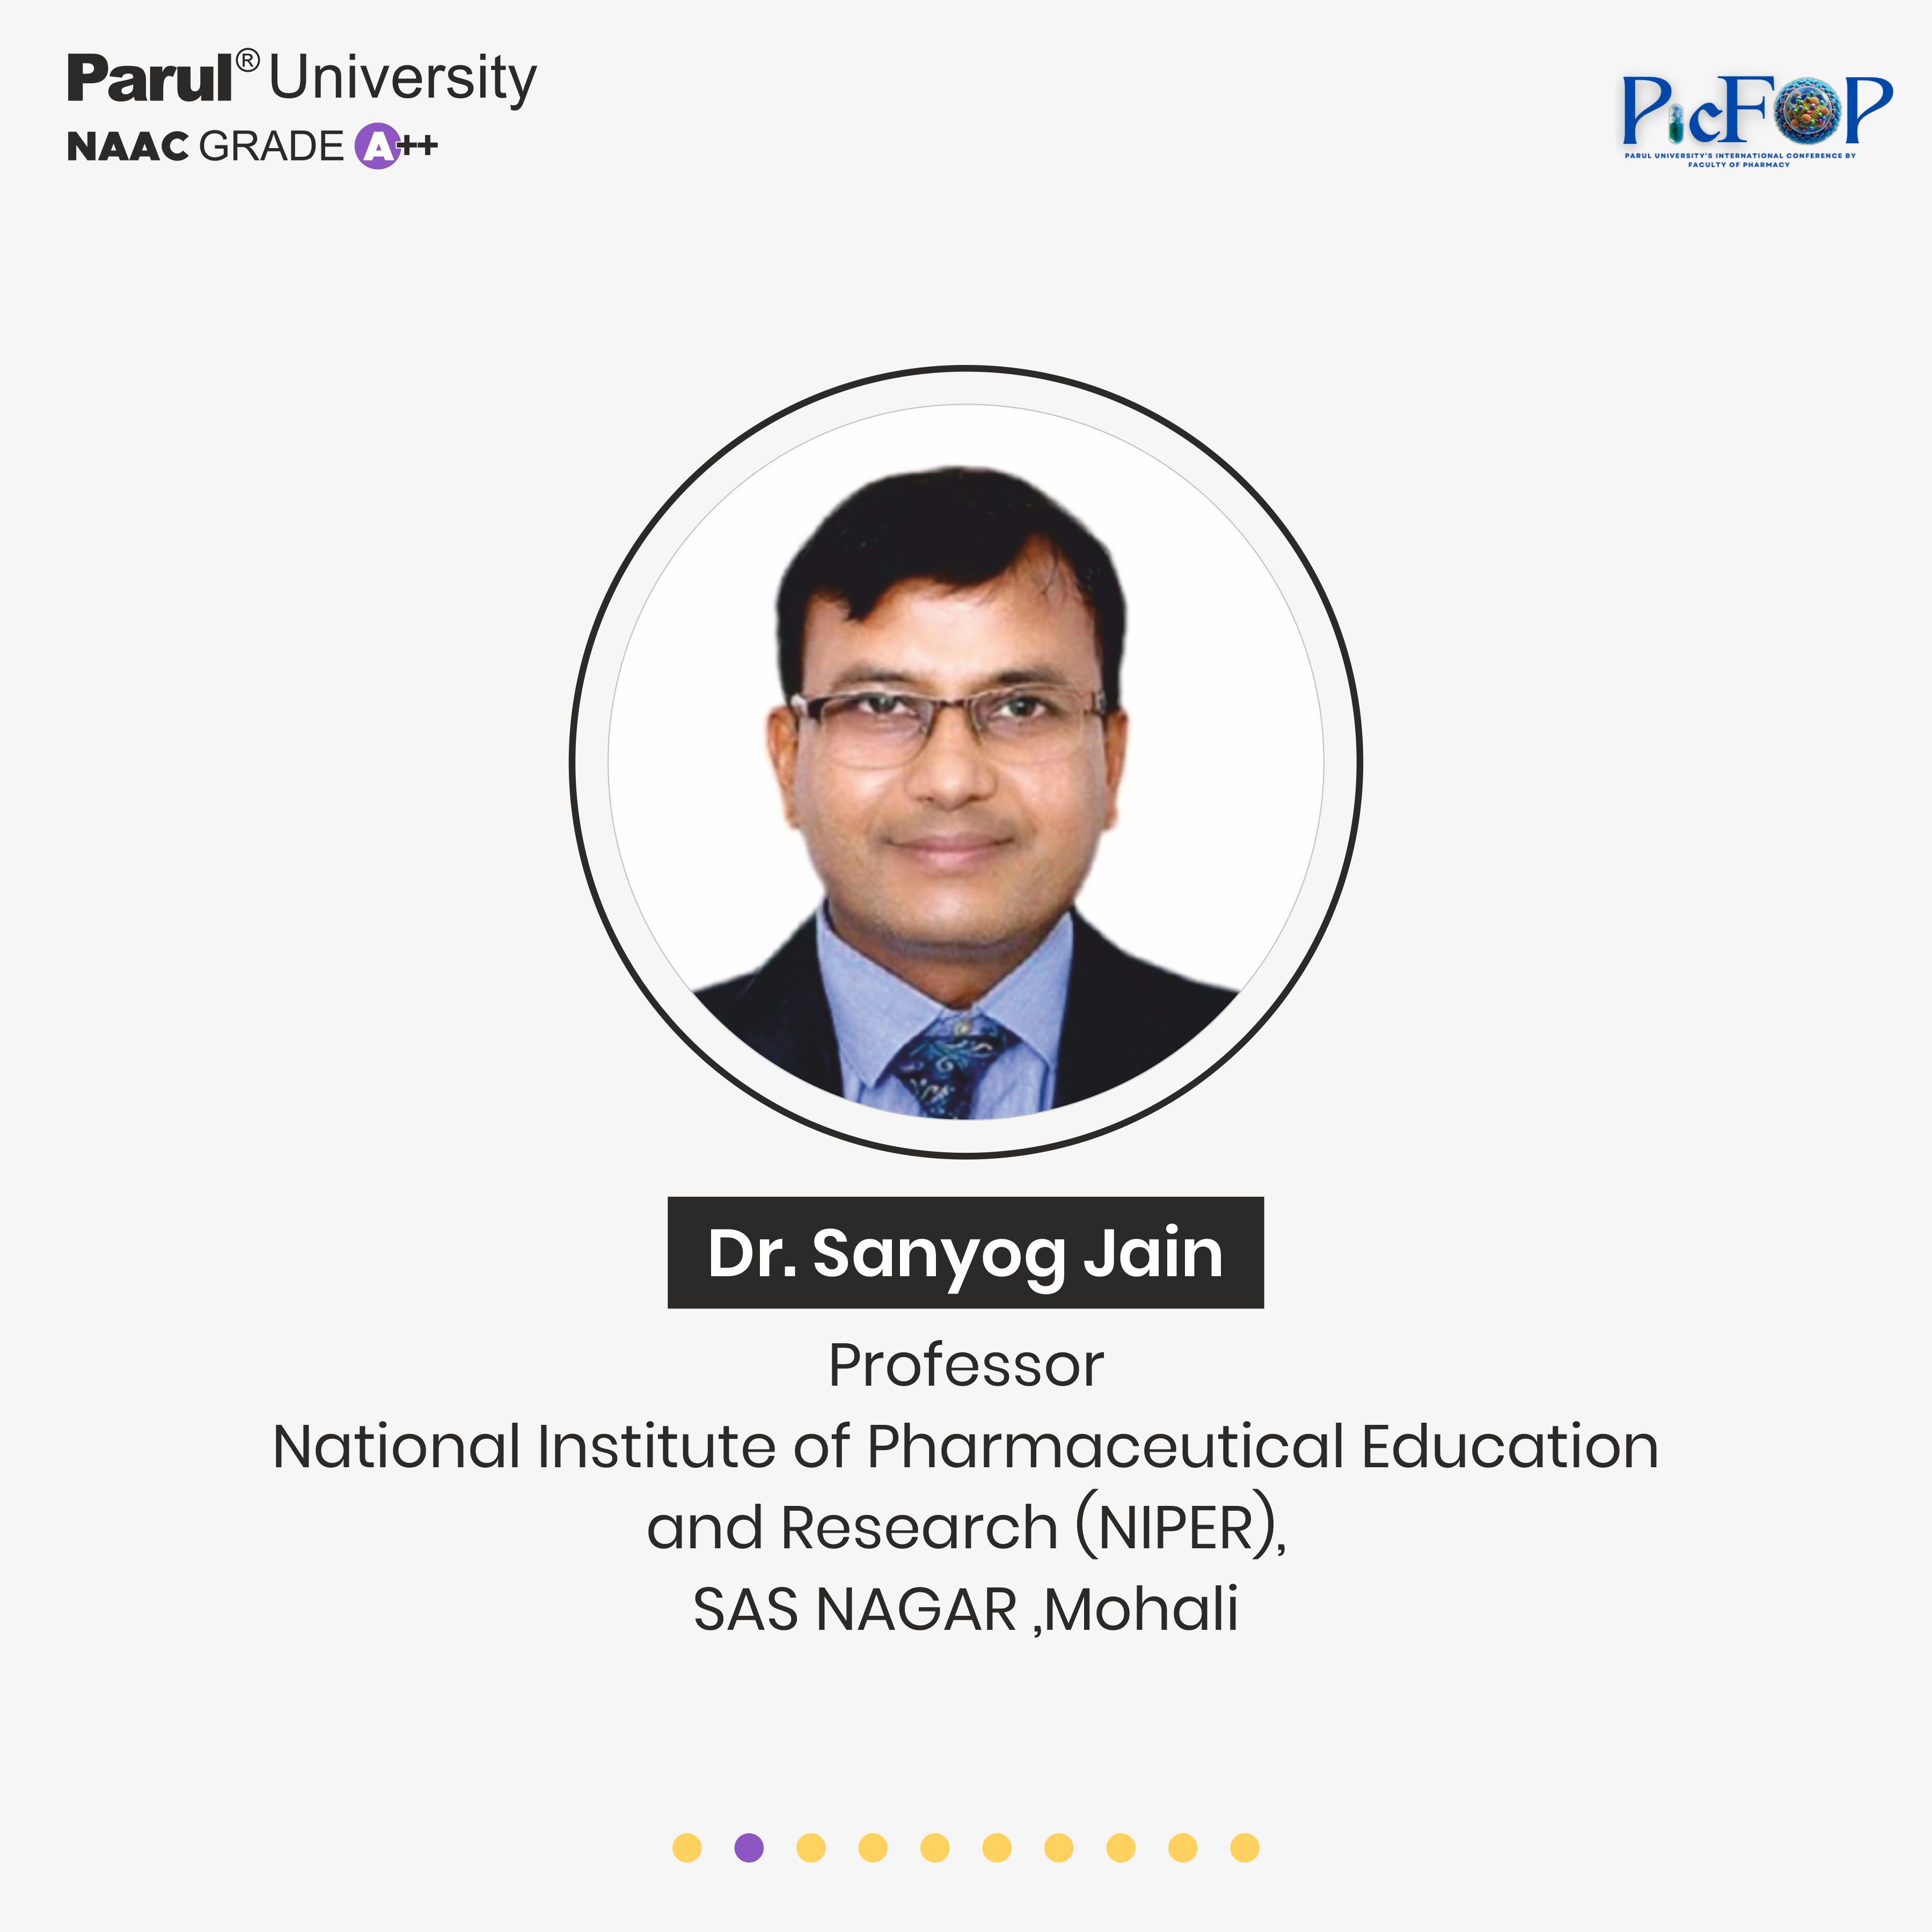 Parul® University
NAAC GRADE A++
PicFOP
PARUL UNIVERSITY'S INTERNATIONAL CONFERENCE BY
FACULTY OF PHARMACY
Dr. Sanyog Jain
Professor
National Institute of Pharmaceutical Education
and Research (NIPER),
SAS NAGAR ,Mohali